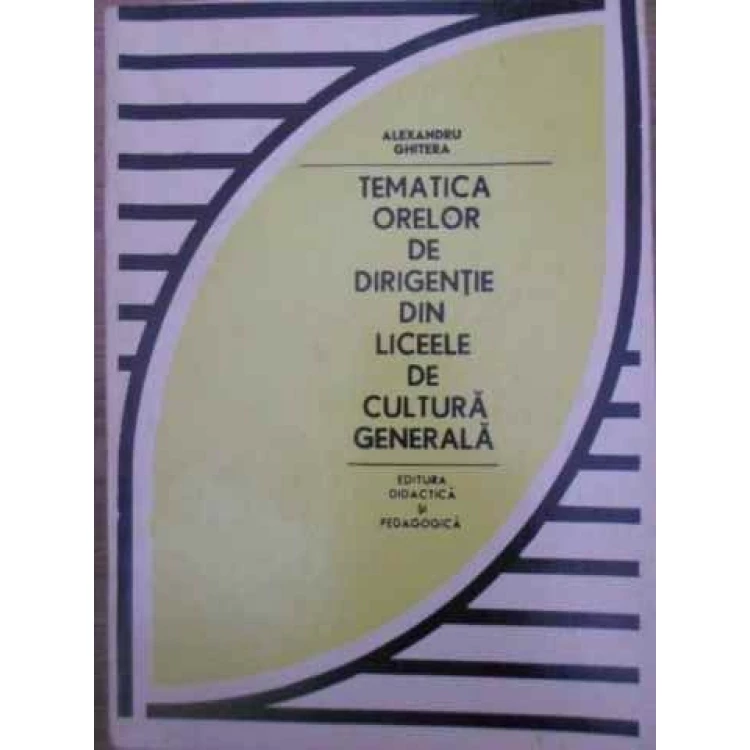 ALEXANDRU
GHITERA
TEMATICA
ORELOR
DE
DIRIGENȚIE
DIN
LICEELE
DE
CULTURĂ
GENERALĂ
EDITURA
DIDACTICĂ
ȘI
PEDAGOGICĂ